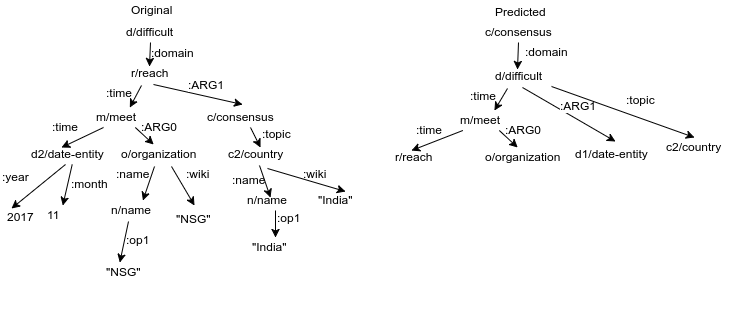 Original
d/difficult
:domain
r/reach
:time
:ARG1
m/meet
c/consensus
:time
:ARG0
:topic
d2/date-entity
o/organization
c2/country
:year
:month
:name
:wiki
:name
:wiki
2017
11
n/name
"NSG"
n/name
"India"
:op1
:op1
"NSG"
"India"
Predicted
c/consensus
:domain
d/difficult
:time
:ARG1
:topic
m/meet
:time
:ARG0
r/reach
o/organization
d1/date-entity
c2/country